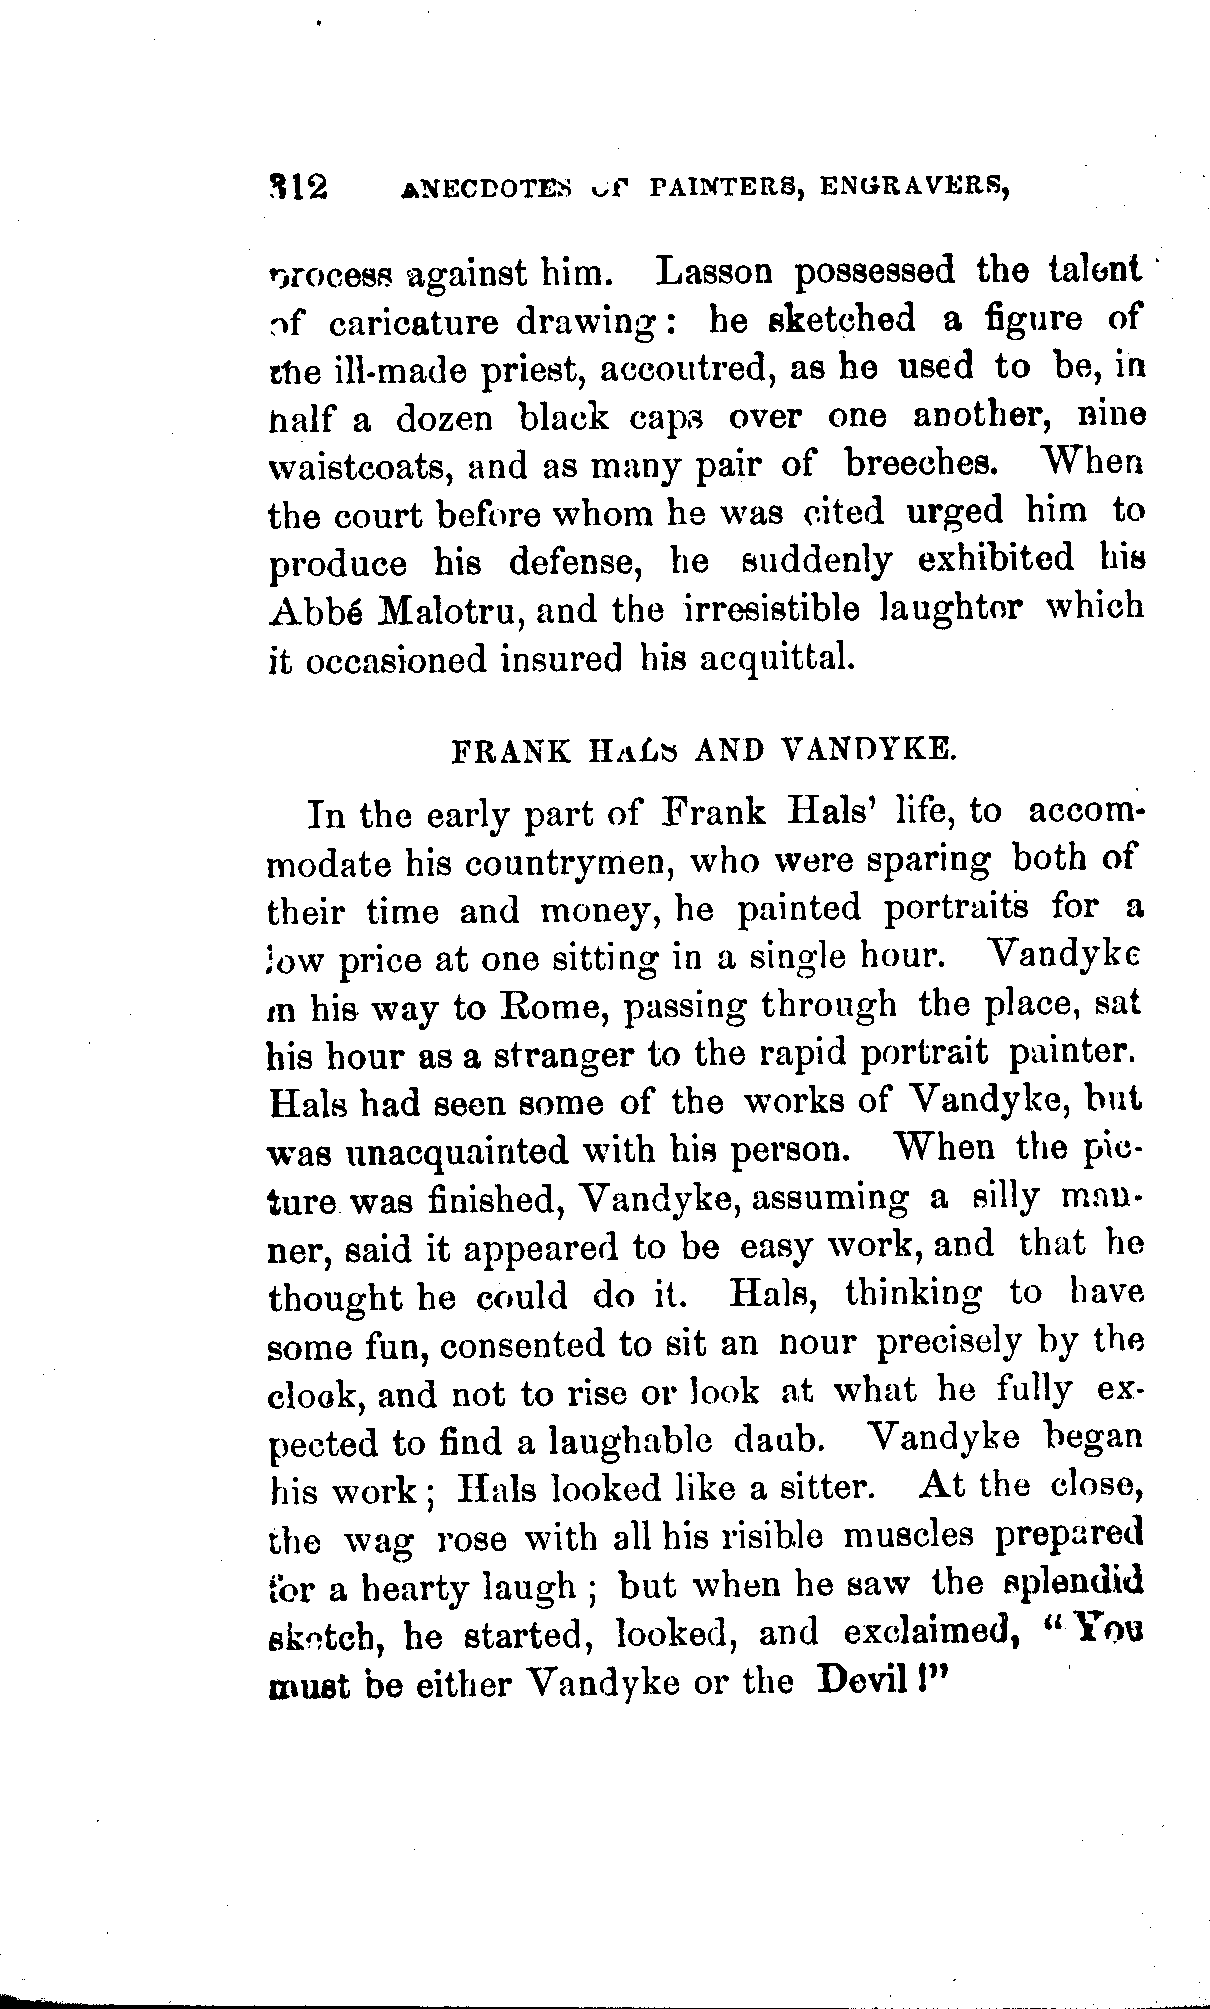 312 ANECDOTES OF PAINTERS, ENGRAVERS,
process against him. Lasson possessed the talent
of caricature drawing: he sketched a figure of
the ill-made priest, accoutred, as he used to be, in
half a dozen black caps over one another, nine
waistcoats, and as many pair of breeches. When
the court before whom he was cited urged him to
produce his defense, he suddenly exhibited his
Abbé Malotru, and the irresistible laughter which
it occasioned insured his acquittal.
FRANK HALS AND VANDYKE.
In the early part of Frank Hals' life, to accom-
modate his countrymen, who were sparing both of
their time and money, he painted portraits for a
low price at one sitting in a single hour. Vandyke
on his way to Rome, passing through the place, sat
his hour as a stranger to the rapid portrait painter.
Hals had seen some of the works of Vandyke, but
was unacquainted with his person. When the pic-
ture was finished, Vandyke, assuming a silly man-
ner, said it appeared to be easy work, and that he
thought he could do it. Hals, thinking to have
some fun, consented to sit an hour precisely by the
clock, and not to rise or look at what he fully ex-
pected to find a laughable daub. Vandyke began
his work; Hals looked like a sitter. At the close,
the wag rose with all his risible muscles prepared
for a hearty laugh; but when he saw the splendid
sketch, he started, looked, and exclaimed, "You
must be either Vandyke or the Devil!"